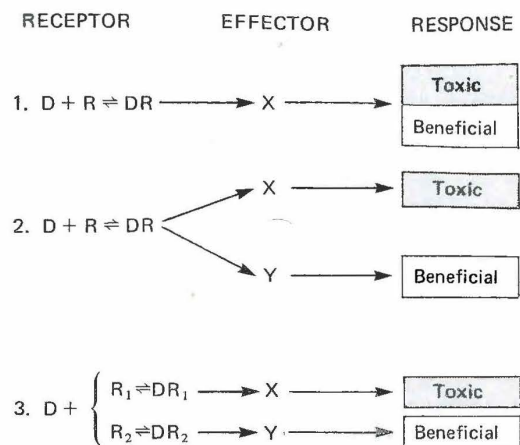 RECEPTOR EFFECTOR RESPONSE
Toxic
1. D + R ⇌ DR → X →
Beneficial
X → Toxic
2. D + R ⇌ DR
Y → Beneficial
R₁ ⇌ DR₁ → X → Toxic
3. D + {
R₂ ⇌ DR₂ → Y → Beneficial